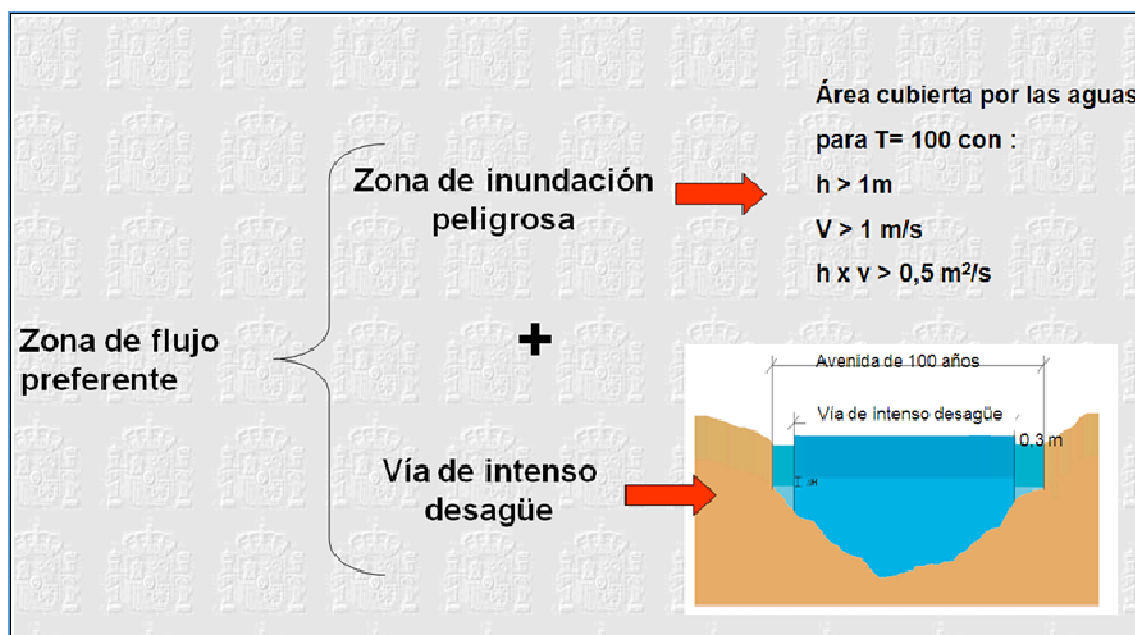 Área cubierta por las aguas
para T= 100 con :
h > 1m
V > 1 m/s
h x v > 0,5 m²/s
Zona de inundación
peligrosa
+
Zona de flujo
preferente
Vía de intenso
desagüe
Avenida de 100 años
Vía de intenso desagüe
0.3 m